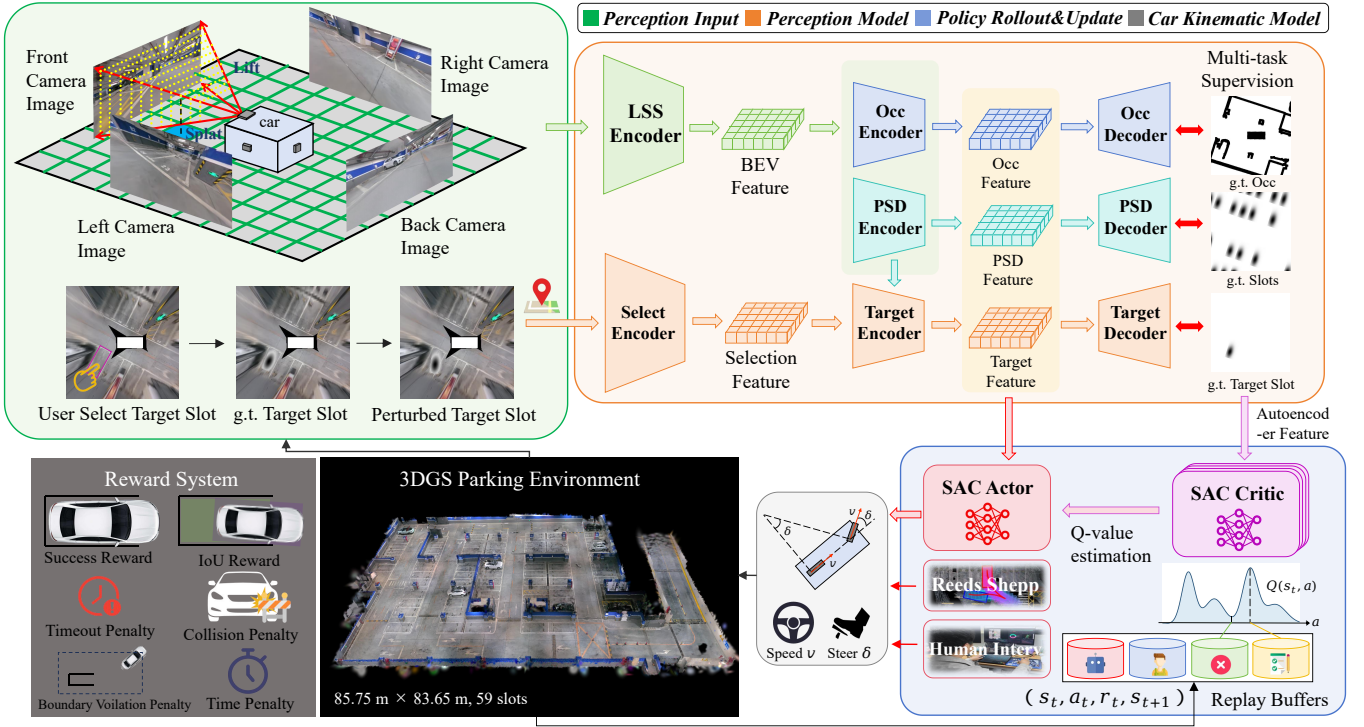 Perception Input
Perception Model
Policy Rollout&Update
Car Kinematic Model
Front
Camera
Image
Lift
Splat
car
Right Camera
Image
Left Camera
Image
Back Camera
Image
User Select Target Slot
g.t. Target Slot
Perturbed Target Slot
LSS
Encoder
BEV
Feature
Occ
Encoder
Occ
Feature
Occ
Decoder
Multi-task
Supervision
g.t. Occ
PSD
Encoder
PSD
Feature
PSD
Decoder
g.t. Slots
Select
Encoder
Selection
Feature
Target
Encoder
Target
Feature
Target
Decoder
g.t. Target Slot
Autoencod
-er Feature
Reward System
Success Reward
IoU Reward
Timeout Penalty
Collision Penalty
Boundary Voilation Penalty
Time Penalty
3DGS Parking Environment
85.75 m × 83.65 m, 59 slots
δ
v
v
δ
Speed v
Steer δ
SAC Actor
Reeds Shepp
Human Interv
Q-value
estimation
SAC Critic
Q(s_t, a)
a
(s_t, a_t, r_t, s_{t+1})
Replay Buffers